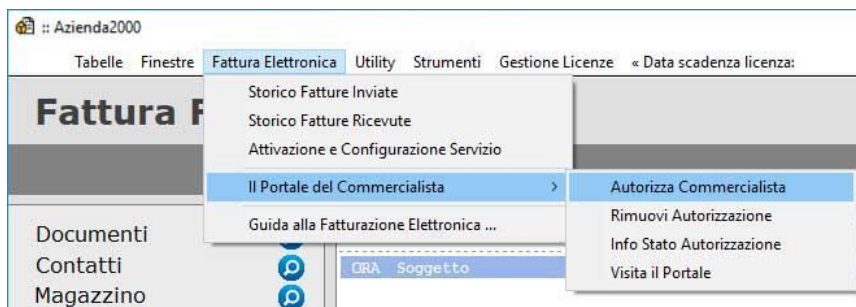 :: Azienda2000
Tabelle Finestre Fattura Elettronica Utility Strumenti Gestione Licenze « Data scadenza licenza:
Fattura F
Storico Fatture Inviate
Storico Fatture Ricevute
Attivazione e Configurazione Servizio
Il Portale del Commercialista >
Guida alla Fatturazione Elettronica ...
Autorizza Commercialista
Rimuovi Autorizzazione
Info Stato Autorizzazione
Visita il Portale
Documenti
Contatti
Magazzino
ORA Soggetto